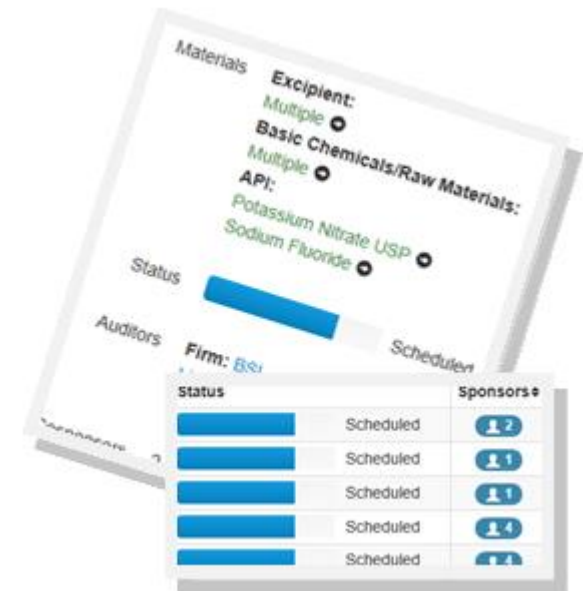 Materials
Excipient:
Multiple
Basic Chemicals/Raw Materials:
Multiple
API:
Potassium Nitrate USP
Sodium Fluoride
Status
Scheduled
Auditors
Firm: BSI
Status Sponsors
Scheduled 2
Scheduled 1
Scheduled 1
Scheduled 4
Scheduled 4